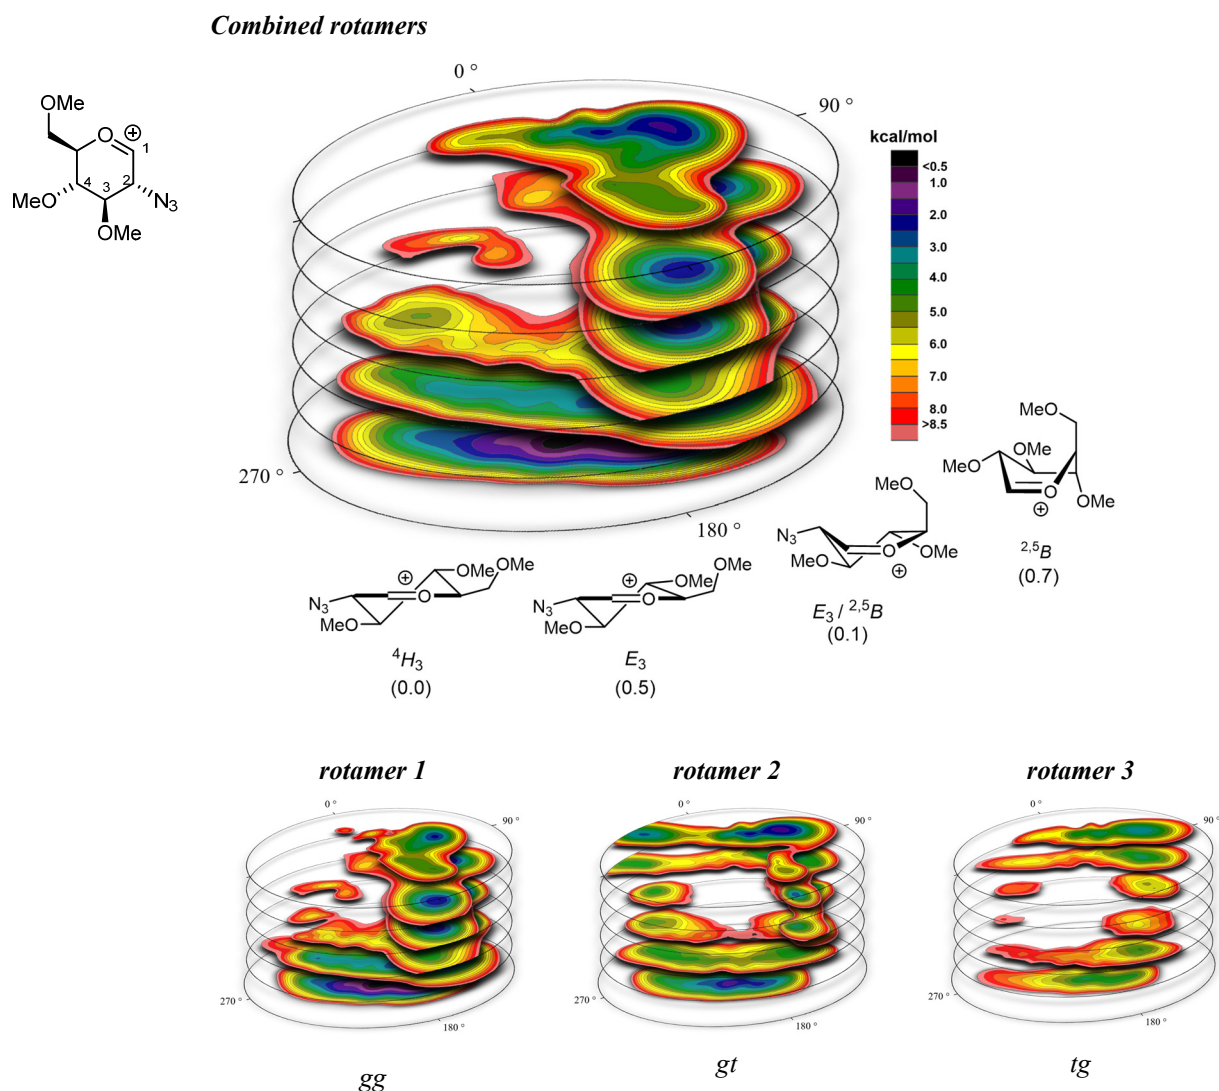 Combined rotamers
0 °
90 °
OMe
O
⊕
1
4
2
3
MeO
N3
OMe
kcal/mol
<0.5
1.0
2.0
3.0
4.0
5.0
6.0
7.0
8.0
>8.5
270 °
180 °
MeO
OMe
MeO
O
OMe
⊕
2,5B
(0.7)
MeO
N3
O
OMe
MeO
⊕
E3 / 2,5B
(0.1)
⊕
OMe
OMe
N3
O
MeO
4H3
(0.0)
⊕
OMe
OMe
N3
O
MeO
E3
(0.5)
rotamer 1
rotamer 2
rotamer 3
0 °
90 °
270 °
180 °
0 °
90 °
270 °
180 °
0 °
90 °
270 °
180 °
gg
gt
tg